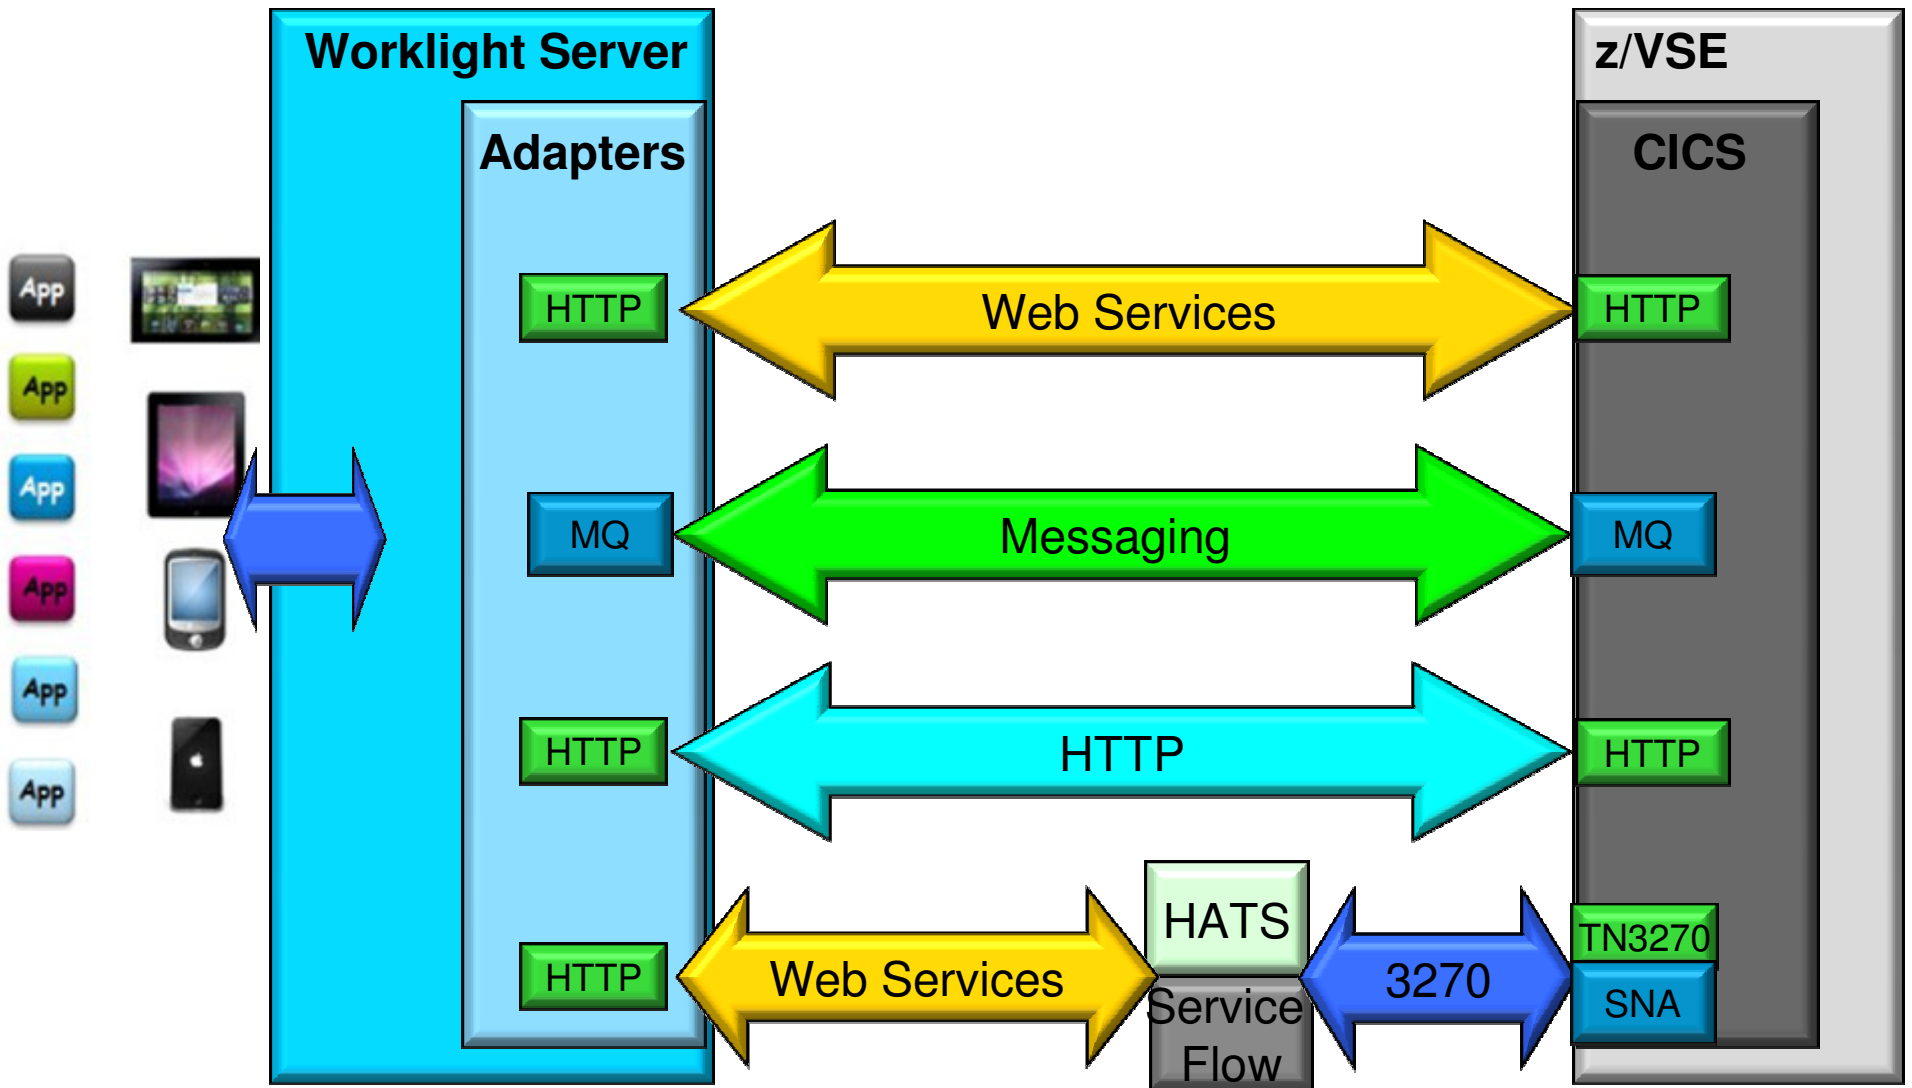 Worklight Server
z/VSE
Adapters
CICS
App
App
App
App
App
App
HTTP
Web Services
HTTP
MQ
Messaging
MQ
HTTP
HTTP
HTTP
HTTP
Web Services
HATS
Service
Flow
3270
TN3270
SNA